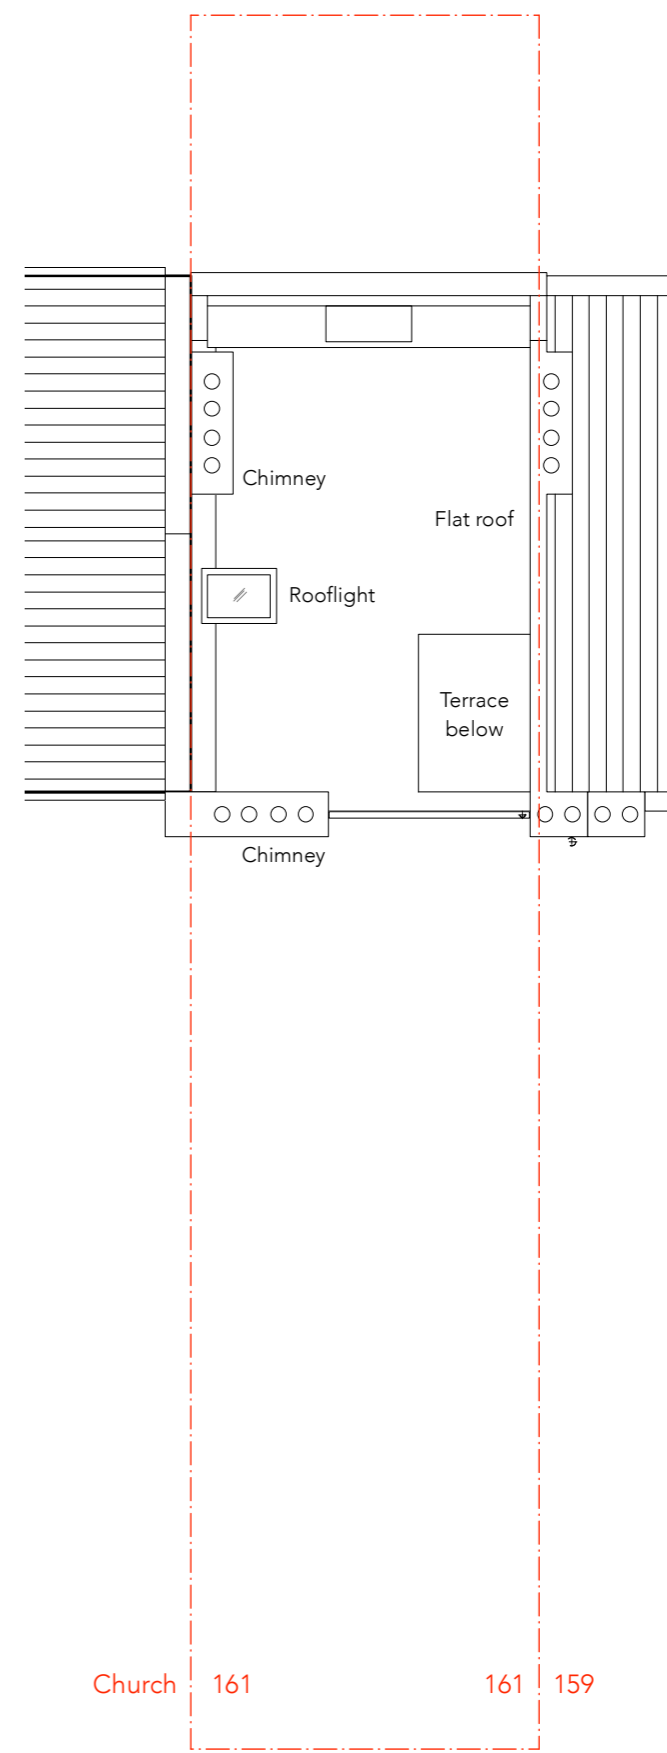 Chimney
Flat roof
Rooflight
Terrace
below
Chimney
Church 161 161 159